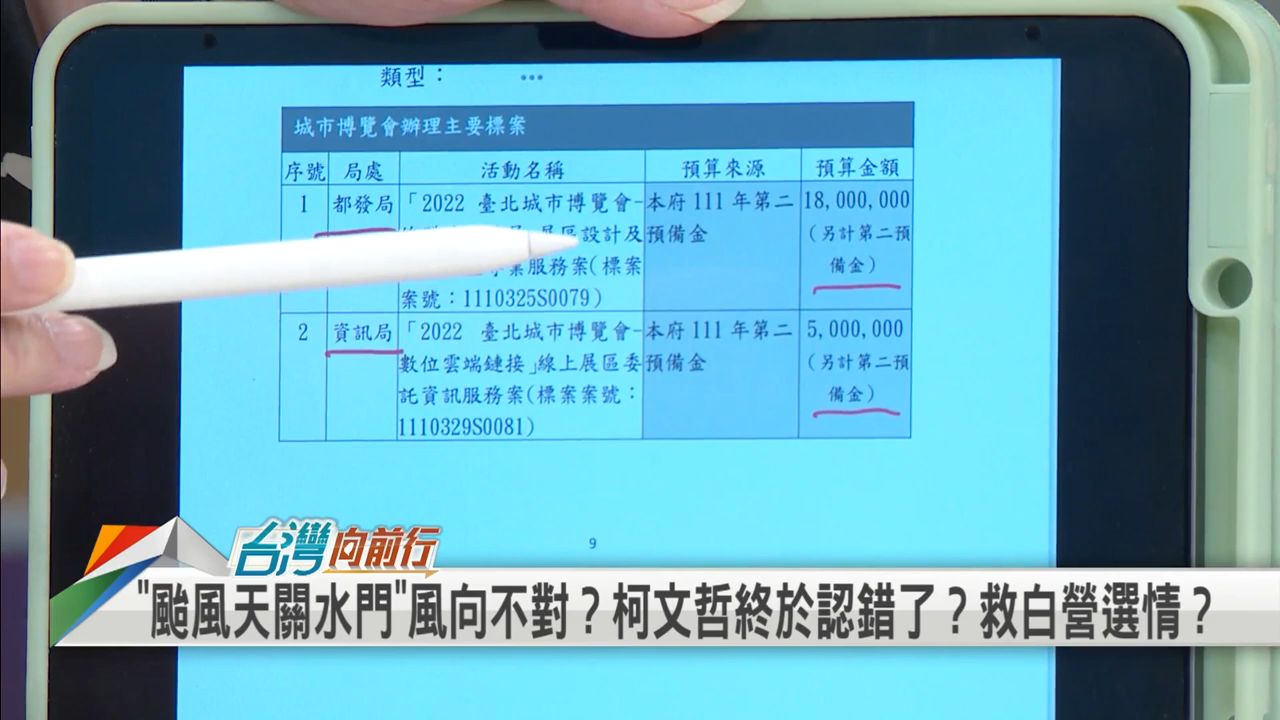 類型：
城市博覽會辦理主要標案
序號 局處 活動名稱 預算來源 預算金額
1 都發局 「2022 臺北城市博覽會- 本府 111 年第二 18,000,000
展區設計及 預備金 (另計第二預
服務案(標案 備金)
案號：1110325S0079)
2 資訊局 「2022 臺北城市博覽會- 本府 111 年第二 5,000,000
數位雲端鏈接」線上展區委 預備金 (另計第二預
託資訊服務案(標案案號： 備金)
1110329S0081)
9
台灣向前行
"颱風天關水門"風向不對？柯文哲終於認錯了？救白營選情？